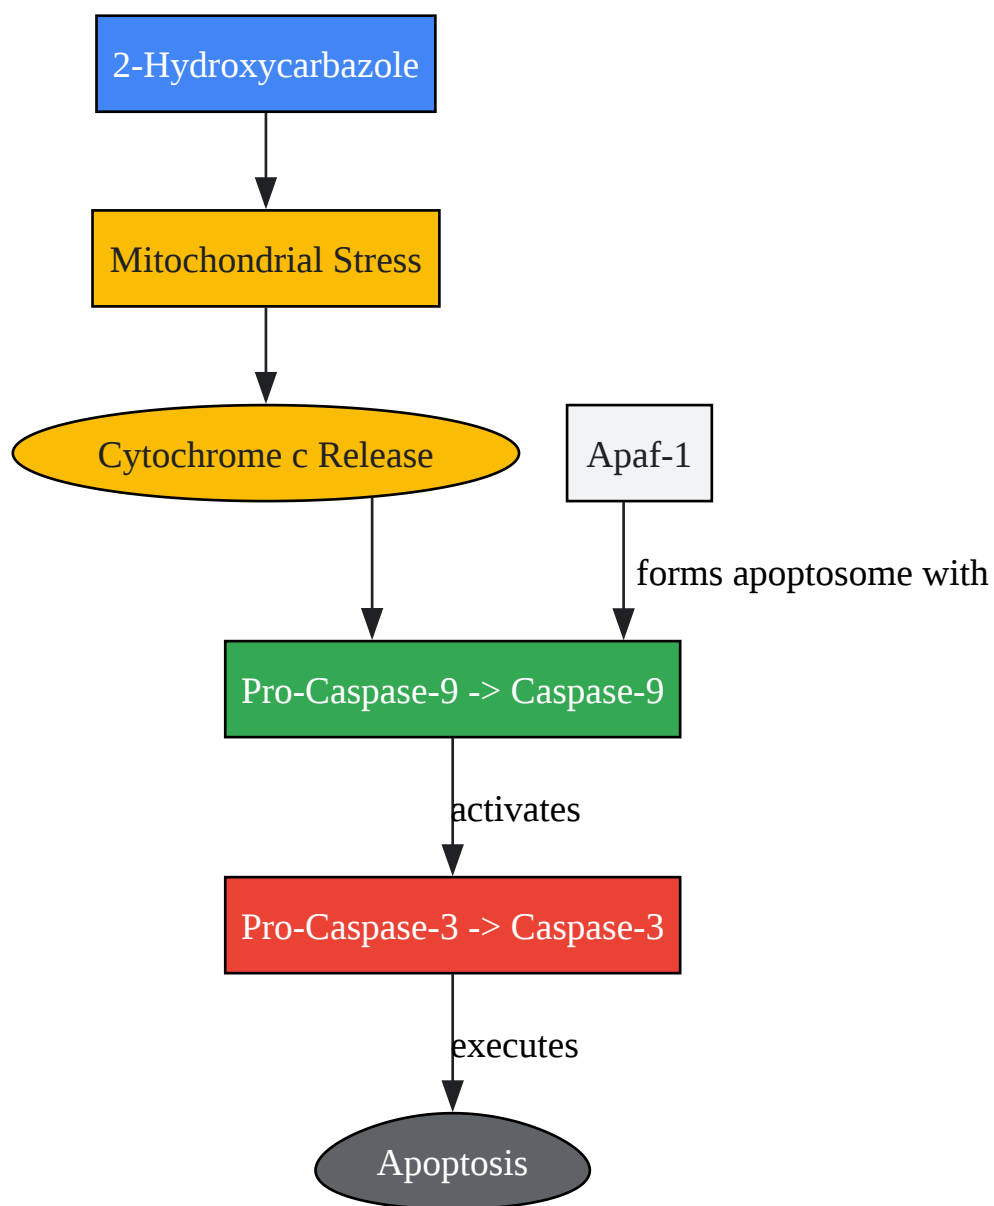 2-Hydroxycarbazole
Mitochondrial Stress
Cytochrome c Release
Apaf-1
forms apoptosome with
Pro-Caspase-9 -> Caspase-9
activates
Pro-Caspase-3 -> Caspase-3
executes
Apoptosis